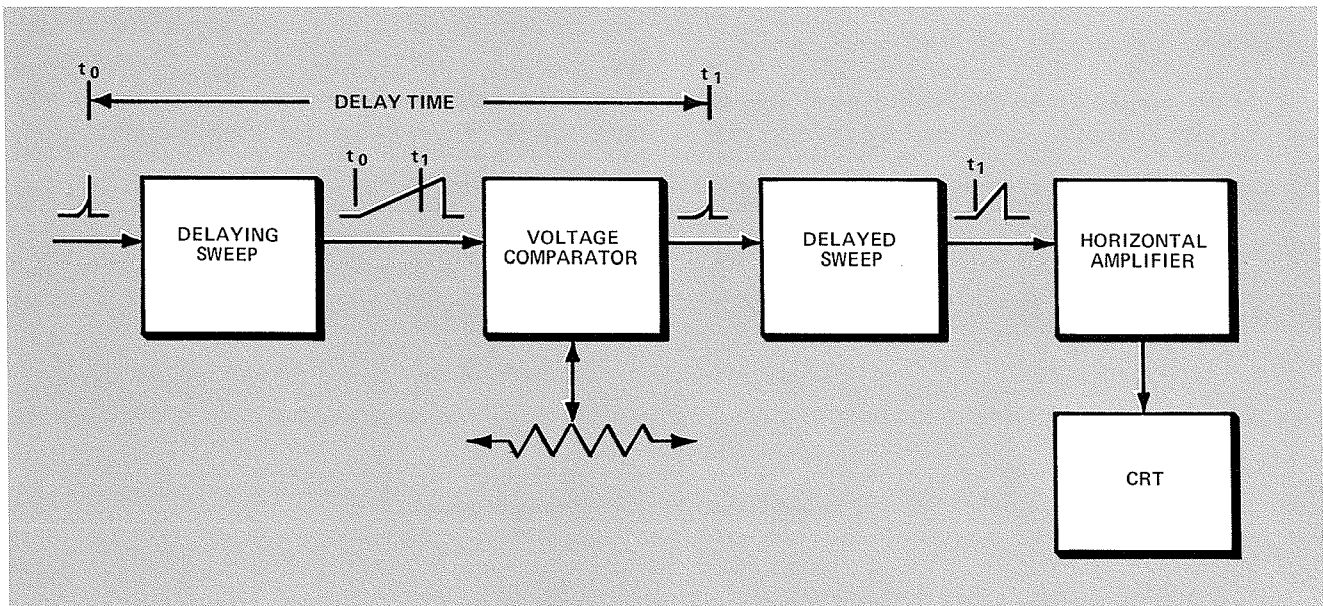 t0
t1
DELAY TIME
t0
t1
t1
DELAYING
SWEEP
VOLTAGE
COMPARATOR
DELAYED
SWEEP
HORIZONTAL
AMPLIFIER
CRT